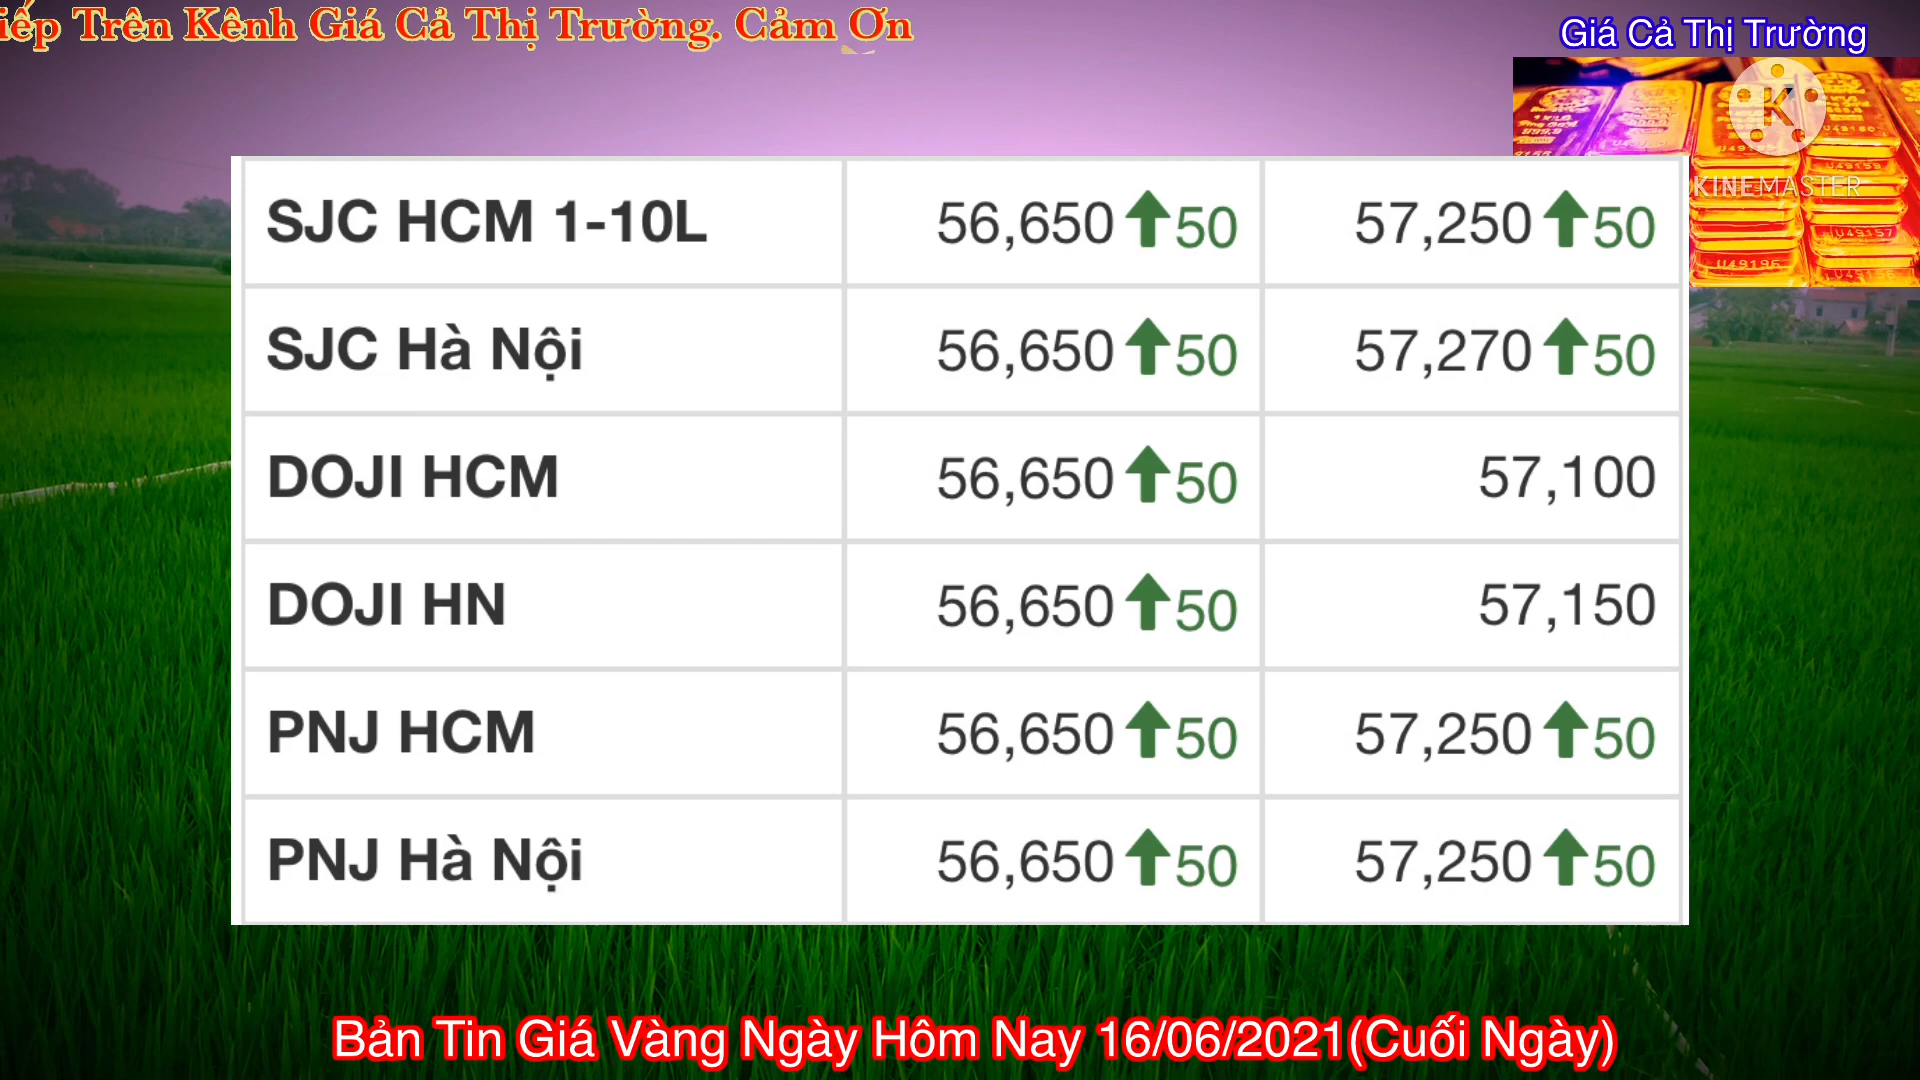 iếp Trên Kênh Giá Cả Thị Trường. Cảm Ơn
Giá Cả Thị Trường
KINEMASTER
SJC HCM 1-10L 56,650 50 57,250 50
SJC Hà Nội 56,650 50 57,270 50
DOJI HCM 56,650 50 57,100
DOJI HN 56,650 50 57,150
PNJ HCM 56,650 50 57,250 50
PNJ Hà Nội 56,650 50 57,250 50
U49157
U49196
Bản Tin Giá Vàng Ngày Hôm Nay 16/06/2021(Cuối Ngày)